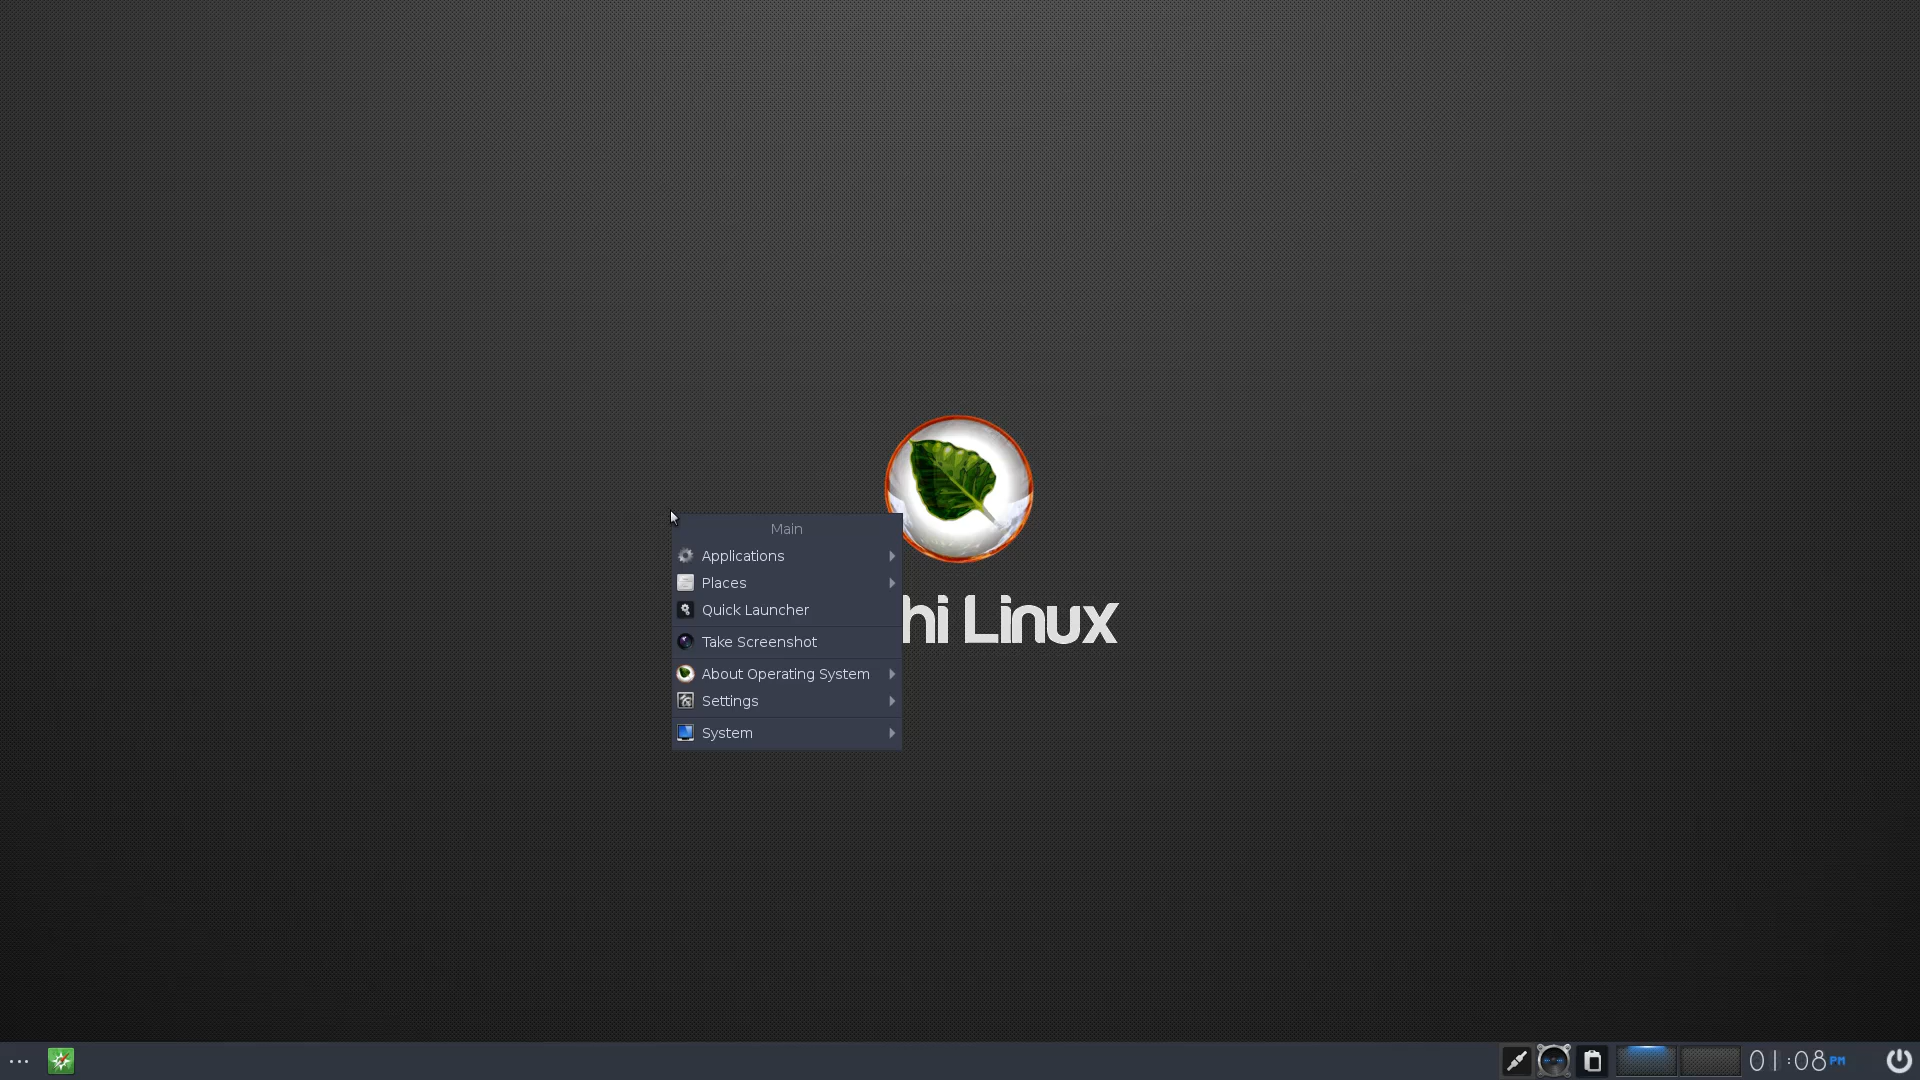 Main
Applications
Places
Quick Launcher
hi Linux
Take Screenshot
About Operating System
Settings
System
01:08 PM